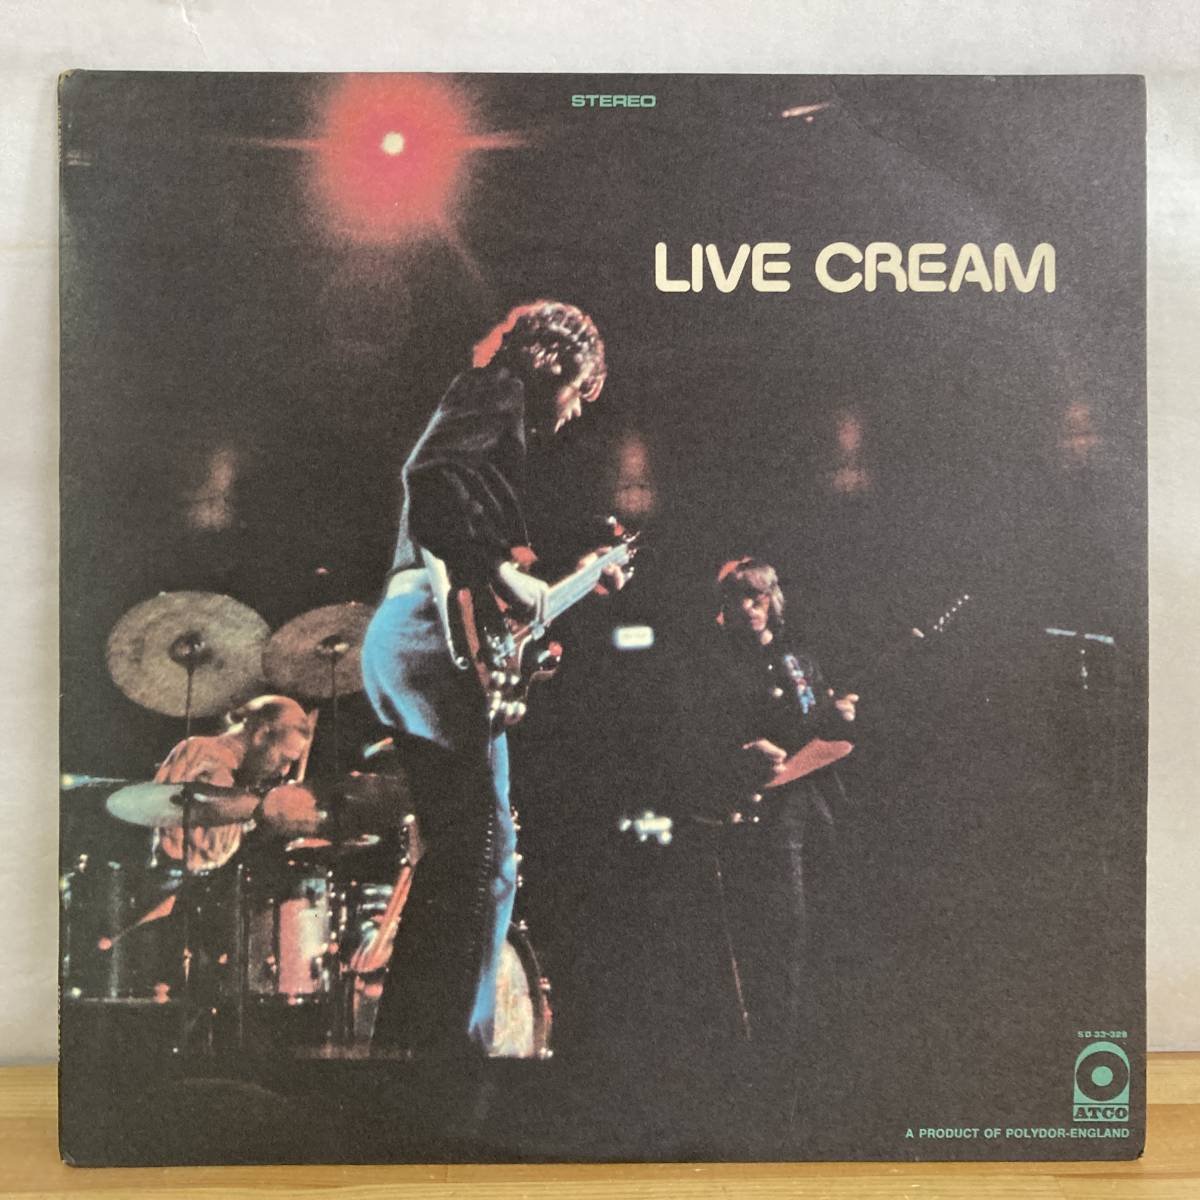 STEREO
LIVE CREAM
SD 33-328
ATCO
A PRODUCT OF POLYDOR-ENGLAND